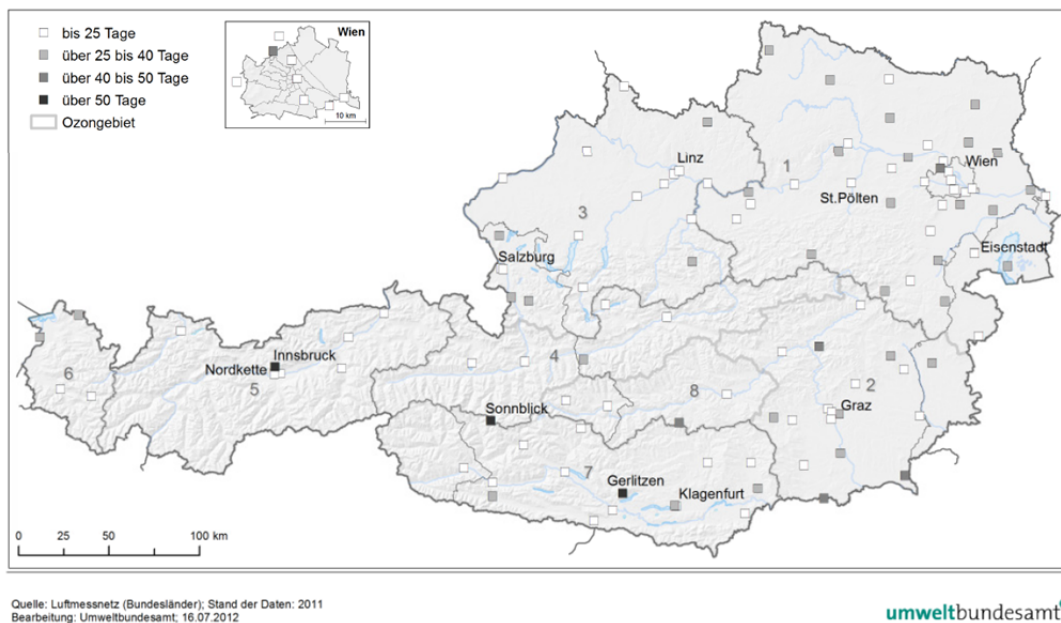 bis 25 Tage
über 25 bis 40 Tage
über 40 bis 50 Tage
über 50 Tage
Ozongebiet
Wien
10 km
Linz
1
Wien
St.Pölten
3
Eisenstadt
Salzburg
4
Innsbruck
Nordkette
6
5
8
2
Graz
Sonnblick
7
Gerlitzen
Klagenfurt
0 25 50 100 km
Quelle: Luftmessnetz (Bundesländer); Stand der Daten: 2011
Bearbeitung: Umweltbundesamt; 16.07.2012
umweltbundesamt